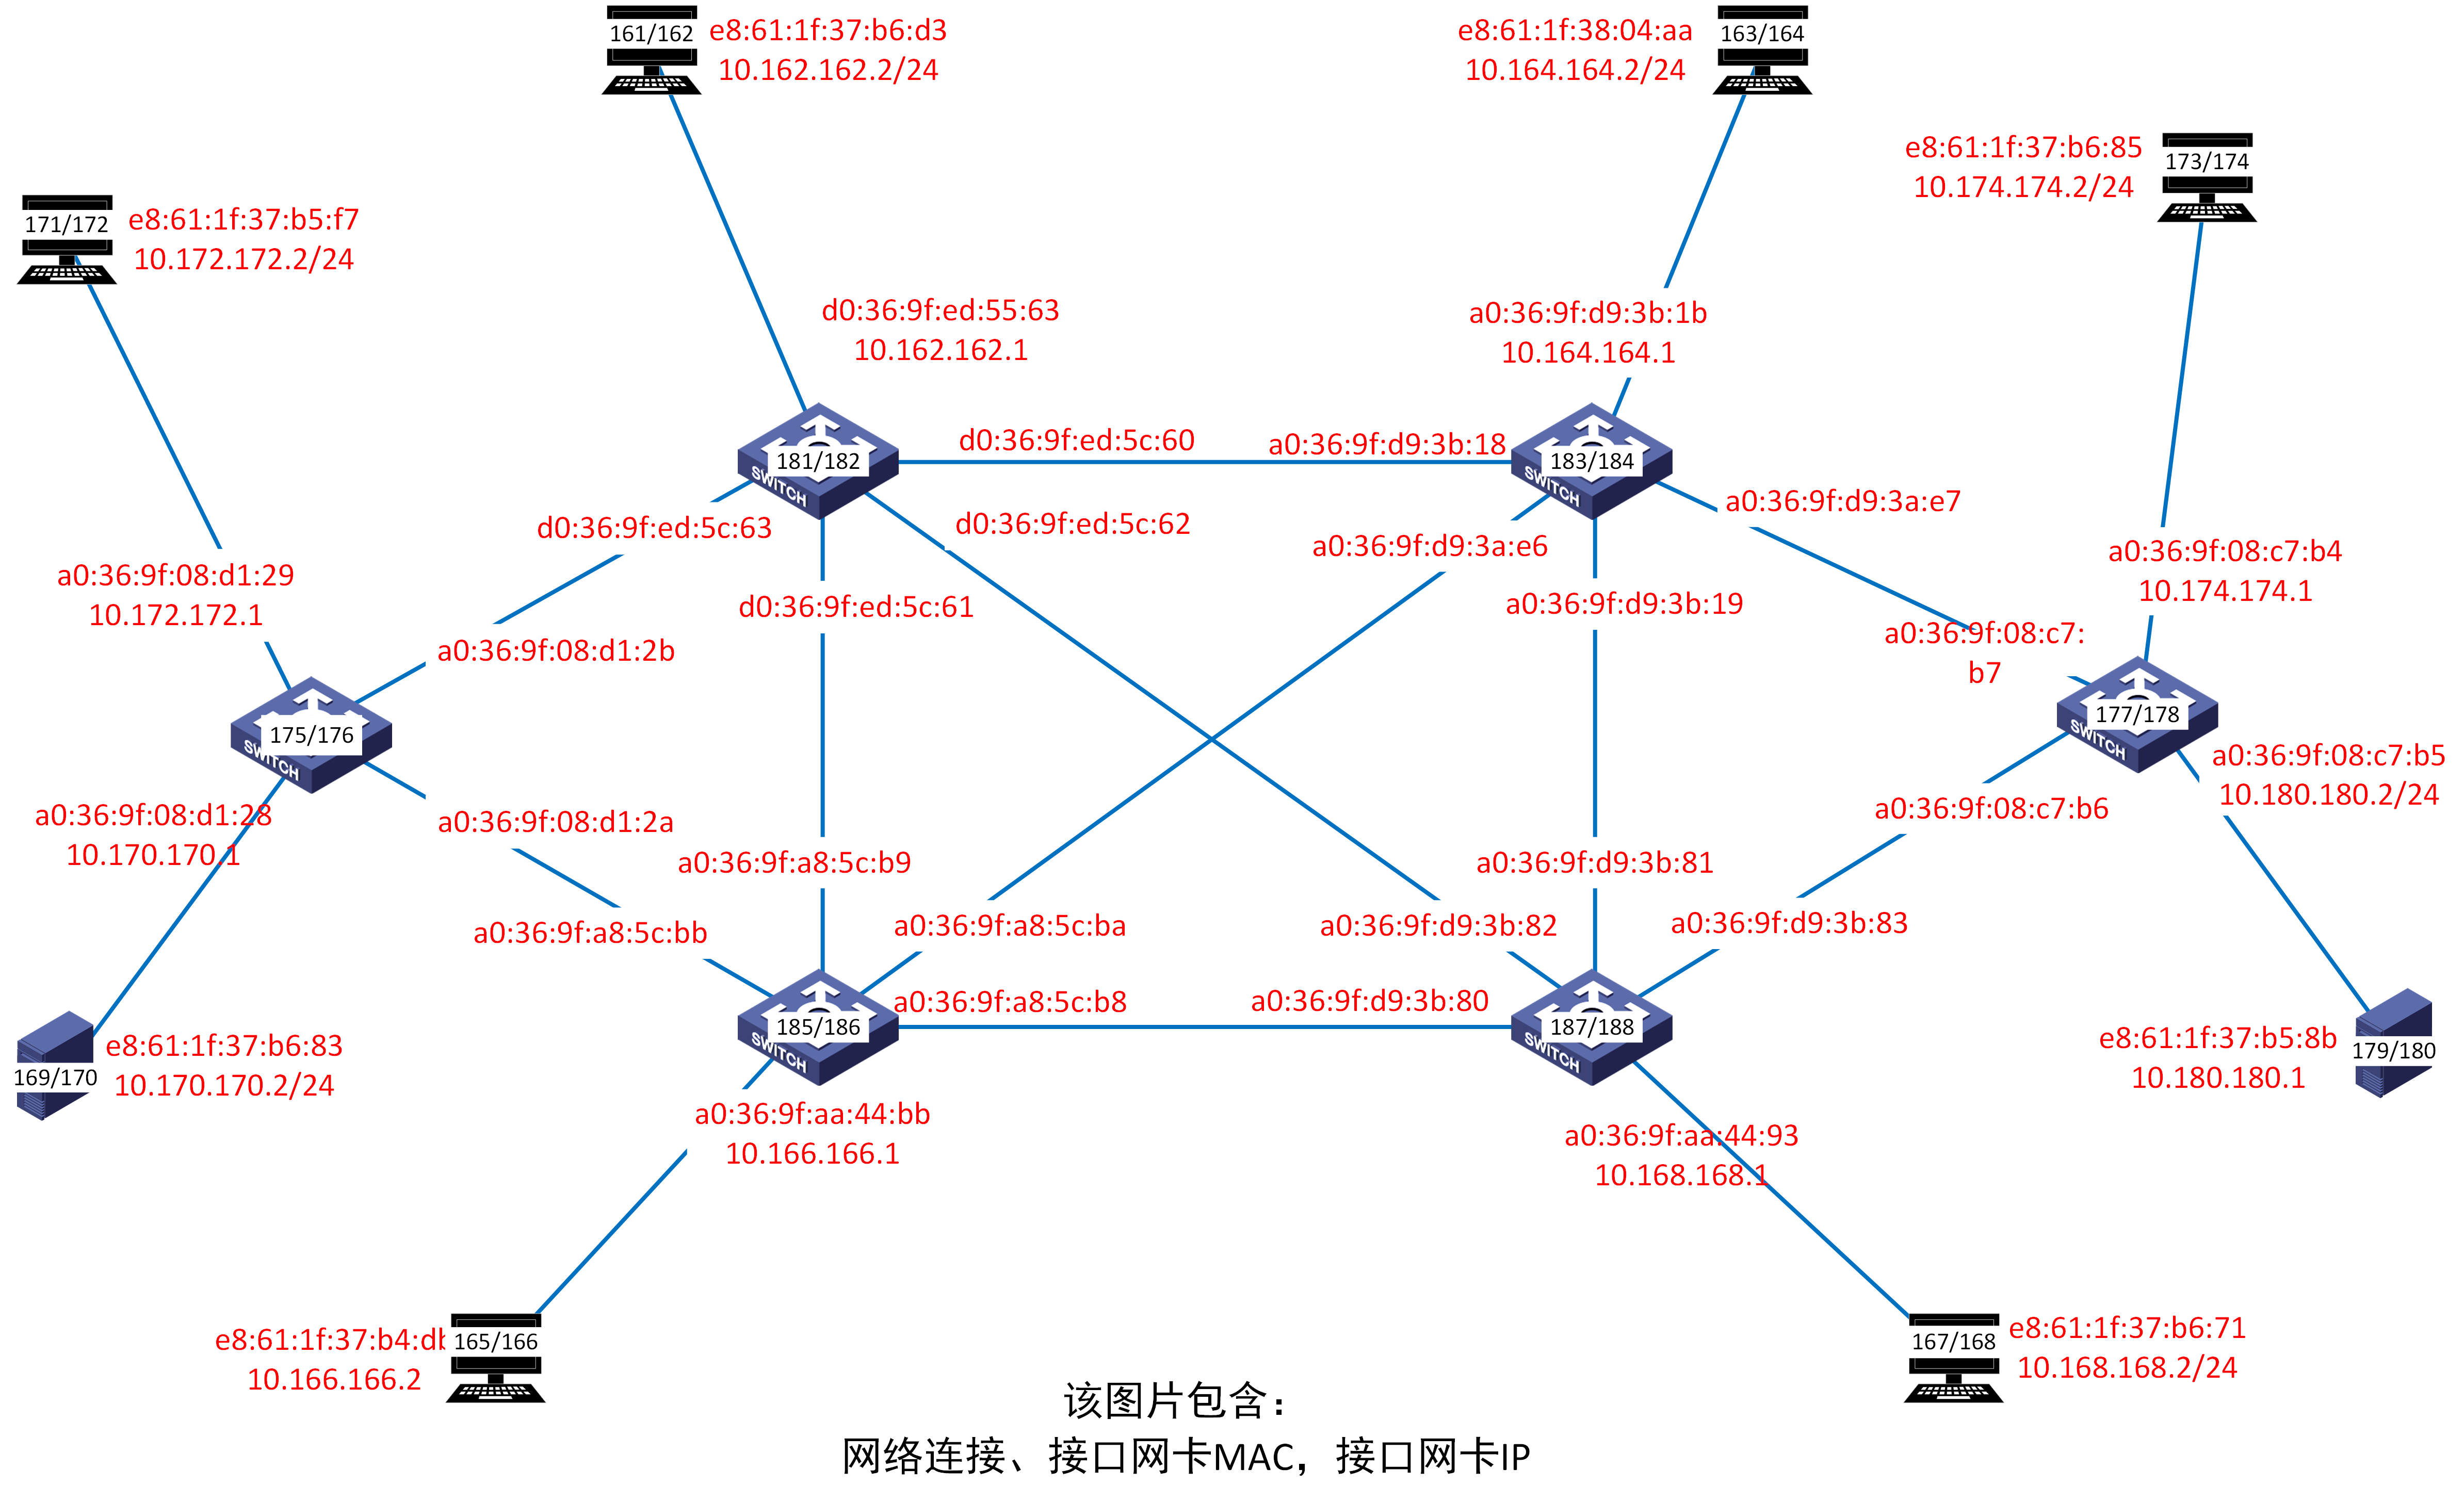 161/162
e8:61:1f:37:b6:d3
10.162.162.2/24
e8:61:1f:38:04:aa
10.164.164.2/24
163/164
e8:61:1f:37:b6:85
10.174.174.2/24
173/174
171/172
e8:61:1f:37:b5:f7
10.172.172.2/24
d0:36:9f:ed:55:63
10.162.162.1
a0:36:9f:d9:3b:1b
10.164.164.1
181/182
SWITCH
d0:36:9f:ed:5c:60
a0:36:9f:d9:3b:18
183/184
SWITCH
d0:36:9f:ed:5c:63
d0:36:9f:ed:5c:62
a0:36:9f:d9:3a:e6
a0:36:9f:d9:3a:e7
a0:36:9f:08:c7:b4
10.174.174.1
a0:36:9f:08:d1:29
10.172.172.1
d0:36:9f:ed:5c:61
a0:36:9f:d9:3b:19
a0:36:9f:08:c7:
b7
a0:36:9f:08:d1:2b
175/176
SWITCH
177/178
SWITCH
a0:36:9f:08:c7:b5
10.180.180.2/24
a0:36:9f:08:d1:28
10.170.170.1
a0:36:9f:08:d1:2a
a0:36:9f:08:c7:b6
a0:36:9f:a8:5c:b9
a0:36:9f:d9:3b:81
a0:36:9f:a8:5c:bb
a0:36:9f:a8:5c:ba
a0:36:9f:d9:3b:82
a0:36:9f:d9:3b:83
185/186
SWITCH
a0:36:9f:a8:5c:b8
a0:36:9f:d9:3b:80
187/188
SWITCH
169/170
e8:61:1f:37:b6:83
10.170.170.2/24
e8:61:1f:37:b5:8b
10.180.180.1
179/180
a0:36:9f:aa:44:bb
10.166.166.1
a0:36:9f:aa:44:93
10.168.168.1
e8:61:1f:37:b4:db
10.166.166.2
165/166
167/168
e8:61:1f:37:b6:71
10.168.168.2/24
该图片包含：
网络连接、接口网卡MAC，接口网卡IP